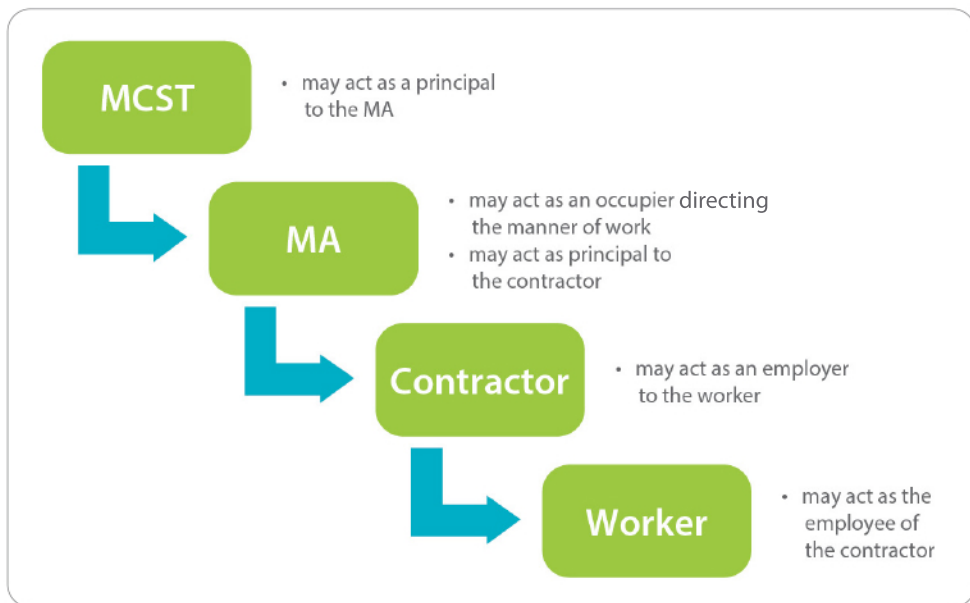 MCST
• may act as a principal
to the MA
MA
• may act as an occupier directing
the manner of work
• may act as principal to
the contractor
Contractor
• may act as an employer
to the worker
Worker
• may act as the
employee of
the contractor